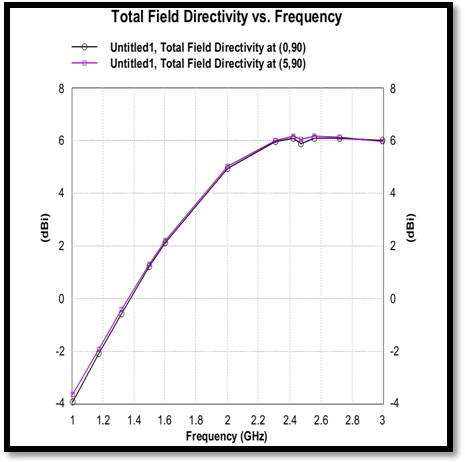 Total Field Directivity vs. Frequency
Untitled1, Total Field Directivity at (0,90)
Untitled1, Total Field Directivity at (5,90)
8 8
6 6
4 4
(dBi) (dBi)
2 2
0 0
-2 -2
-4 -4
1 1.2 1.4 1.6 1.8 2 2.2 2.4 2.6 2.8 3
Frequency (GHz)